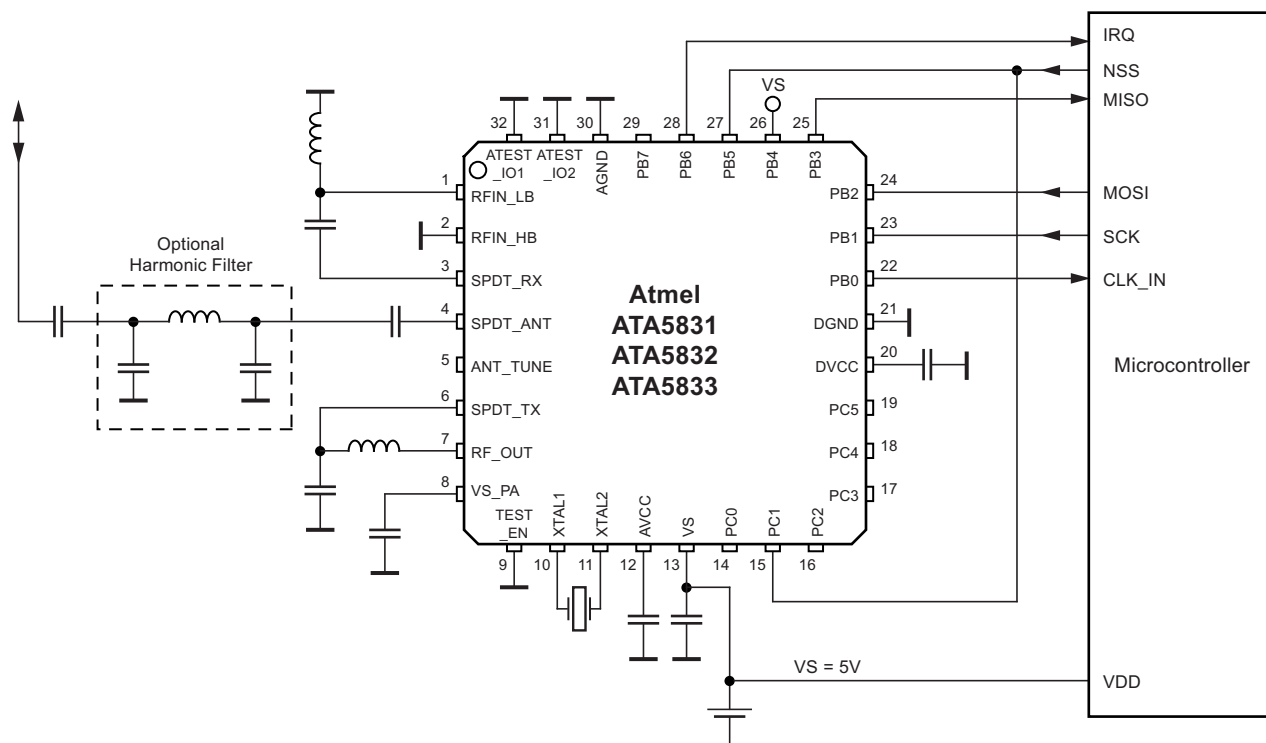 IRQ
NSS
MISO
MOSI
SCK
CLK_IN
Microcontroller
VDD
VS
32
31
30
29
28
27
26
25
ATEST
_IO1
ATEST
_IO2
AGND
PB7
PB6
PB5
PB4
PB3
1
RFIN_LB
2
RFIN_HB
3
SPDT_RX
4
SPDT_ANT
5
ANT_TUNE
6
SPDT_TX
7
RF_OUT
8
VS_PA
Optional
Harmonic Filter
Atmel
ATA5831
ATA5832
ATA5833
PB2
24
PB1
23
PB0
22
DGND
21
DVCC
20
PC5
19
PC4
18
PC3
17
TEST
_EN
XTAL1
XTAL2
AVCC
VS
PC0
PC1
PC2
9
10
11
12
13
14
15
16
VS = 5V